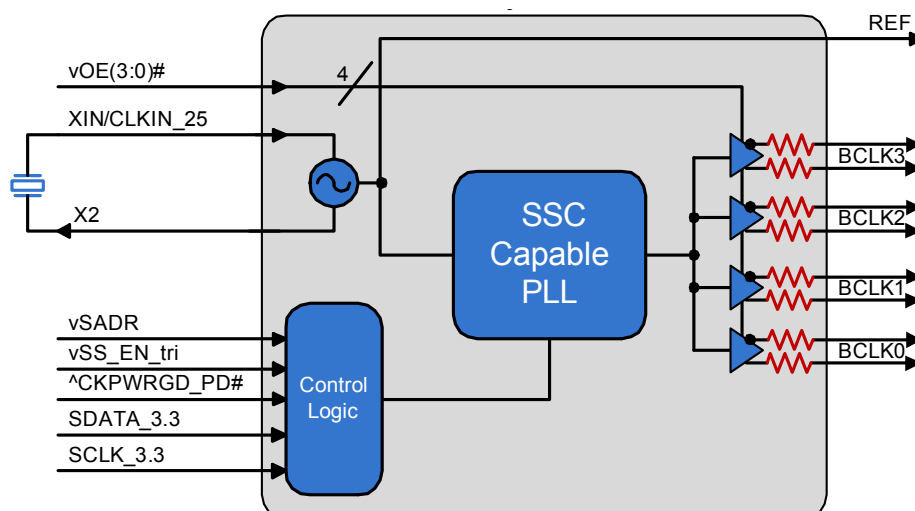 REF
vOE(3:0)#
4
XIN/CLKIN_25
BCLK3
X2
SSC
Capable
PLL
BCLK2
BCLK1
BCLK0
vSADR
vSS_EN_tri
^CKPWRGD_PD#
SDATA_3.3
SCLK_3.3
Control
Logic